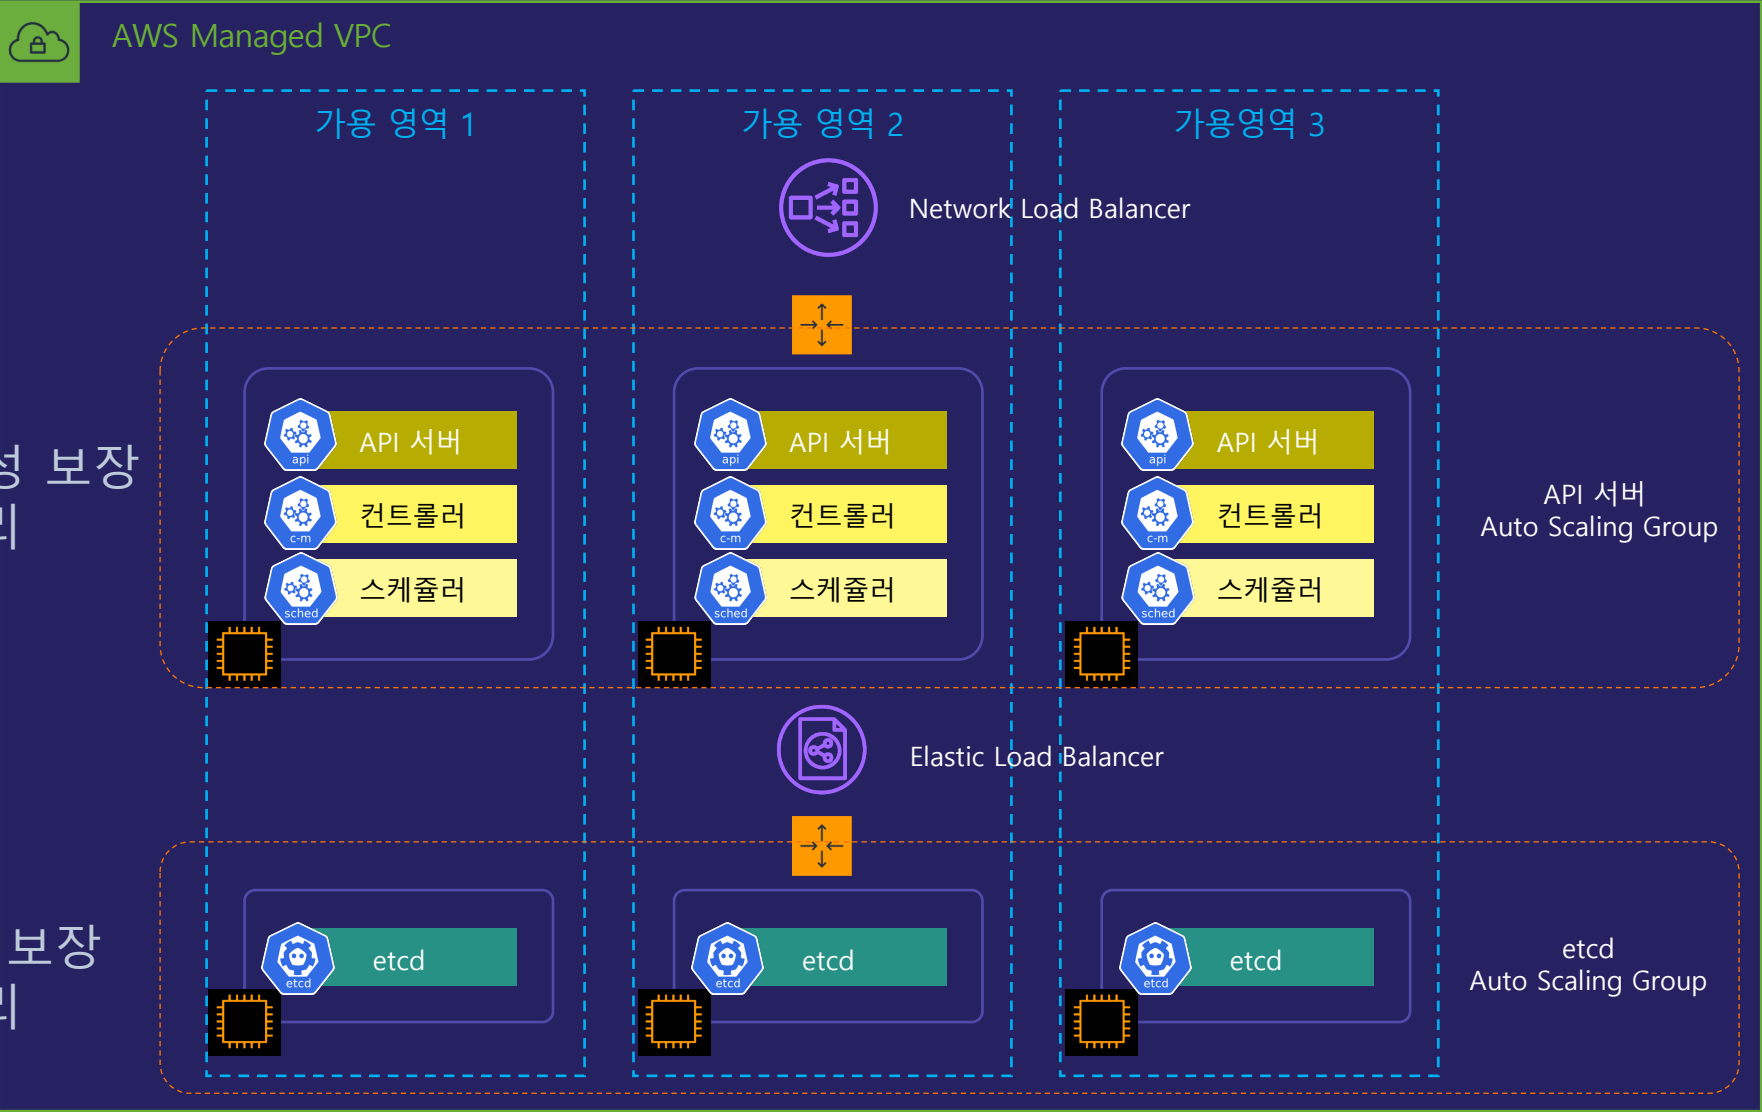 AWS Managed VPC
가용 영역 1
가용 영역 2
가용영역 3
Network Load Balancer
api
API 서버
api
API 서버
api
API 서버
c-m
컨트롤러
c-m
컨트롤러
c-m
컨트롤러
sched
스케쥴러
sched
스케쥴러
sched
스케쥴러
API 서버
Auto Scaling Group
성 보장
리
Elastic Load Balancer
etcd
etcd
etcd
etcd
etcd
etcd
etcd
Auto Scaling Group
보장
리